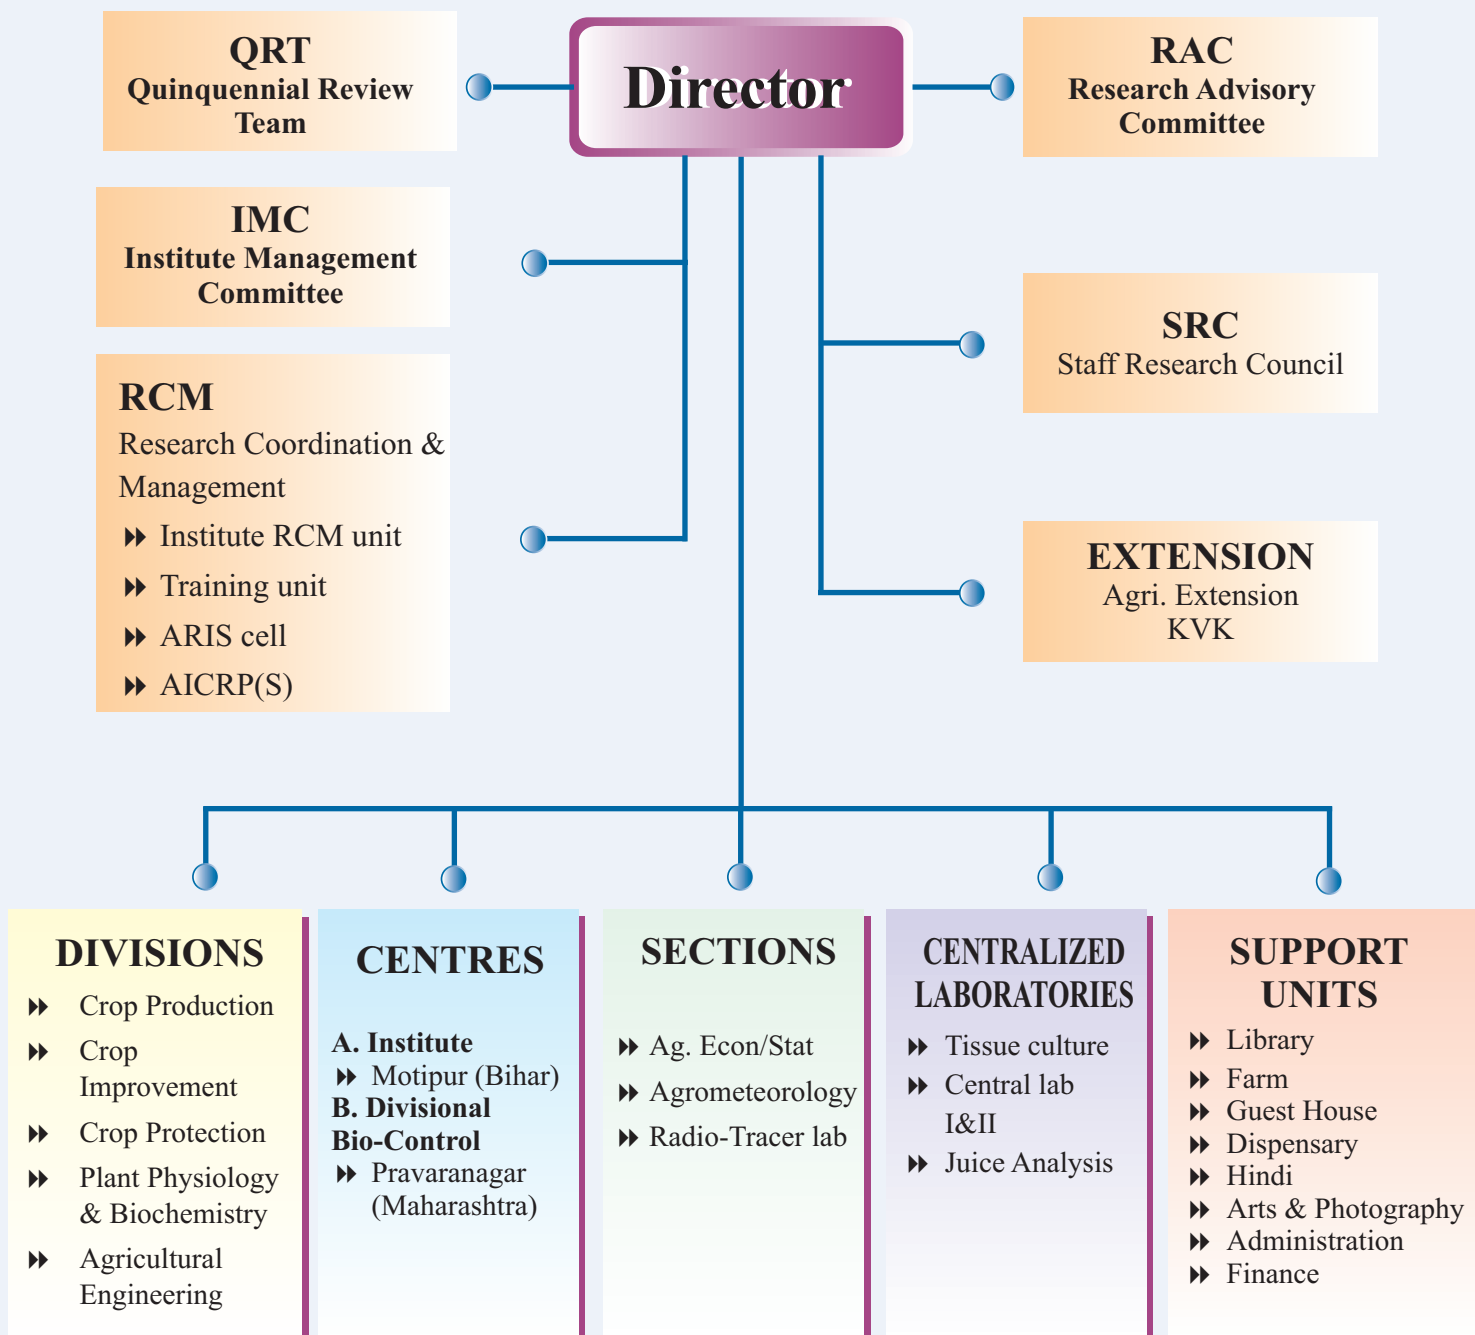 QRT
Quinquennial Review
Team
Director
RAC
Research Advisory
Committee
IMC
Institute Management
Committee
SRC
Staff Research Council
RCM
Research Coordination &
Management
Institute RCM unit
Training unit
ARIS cell
AICRP(S)
EXTENSION
Agri. Extension
KVK
DIVISIONS
Crop Production
Crop
Improvement
Crop Protection
Plant Physiology
& Biochemistry
Agricultural
Engineering
CENTRES
A. Institute
Motipur (Bihar)
B. Divisional
Bio-Control
Pravaranagar
(Maharashtra)
SECTIONS
Ag. Econ/Stat
Agrometeorology
Radio-Tracer lab
CENTRALIZED
LABORATORIES
Tissue culture
Central lab
I&II
Juice Analysis
SUPPORT
UNITS
Library
Farm
Guest House
Dispensary
Hindi
Arts & Photography
Administration
Finance